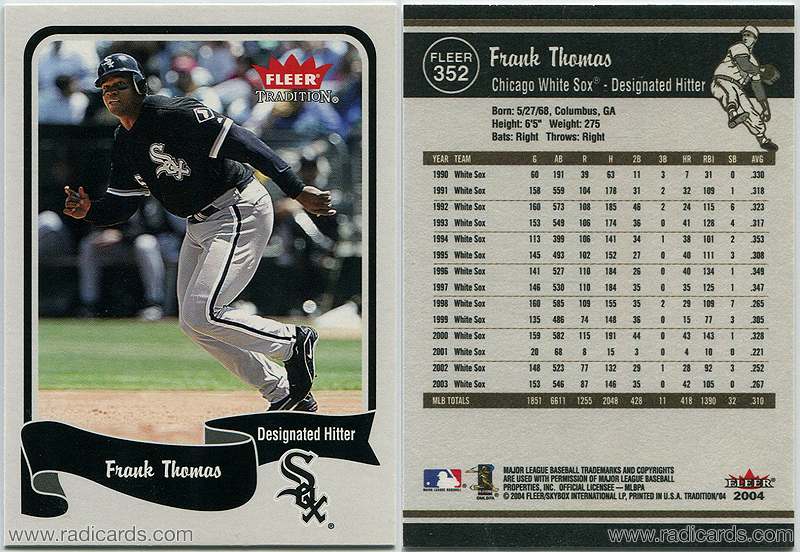 FLEER
TRADITION®
Sox
Designated Hitter
Frank Thomas
Sox®
www.radicards.com
FLEER
352
Frank Thomas
Chicago White Sox® - Designated Hitter
Born: 5/27/68, Columbus, GA
Height: 6'5" Weight: 275
Bats: Right Throws: Right
YEAR TEAM G AB R H 2B 3B HR RBI SB AVG
1990 White Sox 60 191 39 63 11 3 7 31 0 .330
1991 White Sox 158 559 104 178 31 2 32 109 1 .318
1992 White Sox 160 573 108 185 46 2 24 115 6 .323
1993 White Sox 153 549 106 174 36 0 41 128 4 .317
1994 White Sox 113 399 106 141 34 1 38 101 2 .353
1995 White Sox 145 493 102 152 27 0 40 111 3 .308
1996 White Sox 141 527 110 184 26 0 40 134 1 .349
1997 White Sox 146 530 110 184 35 0 35 125 1 .347
1998 White Sox 160 585 109 155 35 2 29 109 7 .265
1999 White Sox 135 486 74 148 36 0 15 77 3 .305
2000 White Sox 159 582 115 191 44 0 43 143 1 .328
2001 White Sox 20 68 8 15 3 0 4 10 0 .221
2002 White Sox 148 523 77 132 29 1 28 92 3 .252
2003 White Sox 153 546 87 146 35 0 42 105 0 .267
MLB TOTALS 1851 6611 1255 2048 428 11 418 1390 32 .310
MAJOR LEAGUE BASEBALL TRADEMARKS AND COPYRIGHTS
ARE USED WITH PERMISSION OF MAJOR LEAGUE BASEBALL
PROPERTIES, INC. OFFICIAL LICENSEE — MLBPA
© 2004 FLEER/SKYBOX INTERNATIONAL LP, PRINTED IN U.S.A. TRADITION/'04
FLEER
2004
www.radicards.com